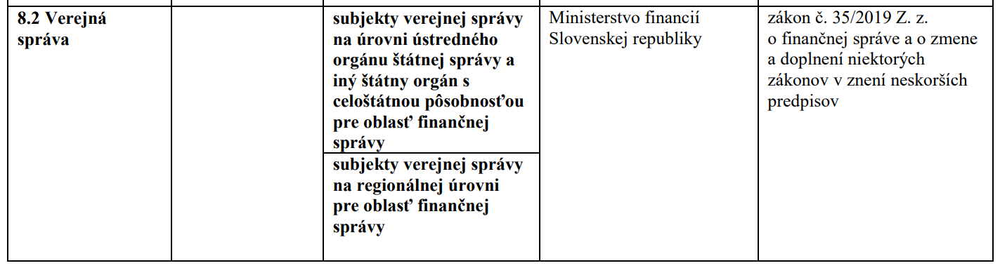 8.2 Verejná
správa
subjekty verejnej správy
na úrovni ústredného
orgánu štátnej správy a
iný štátny orgán s
celoštátnou pôsobnosťou
pre oblasť finančnej
správy
subjekty verejnej správy
na regionálnej úrovni
pre oblasť finančnej
správy
Ministerstvo financií
Slovenskej republiky
zákon č. 35/2019 Z. z.
o finančnej správe a o zmene
a doplnení niektorých
zákonov v znení neskorších
predpisov